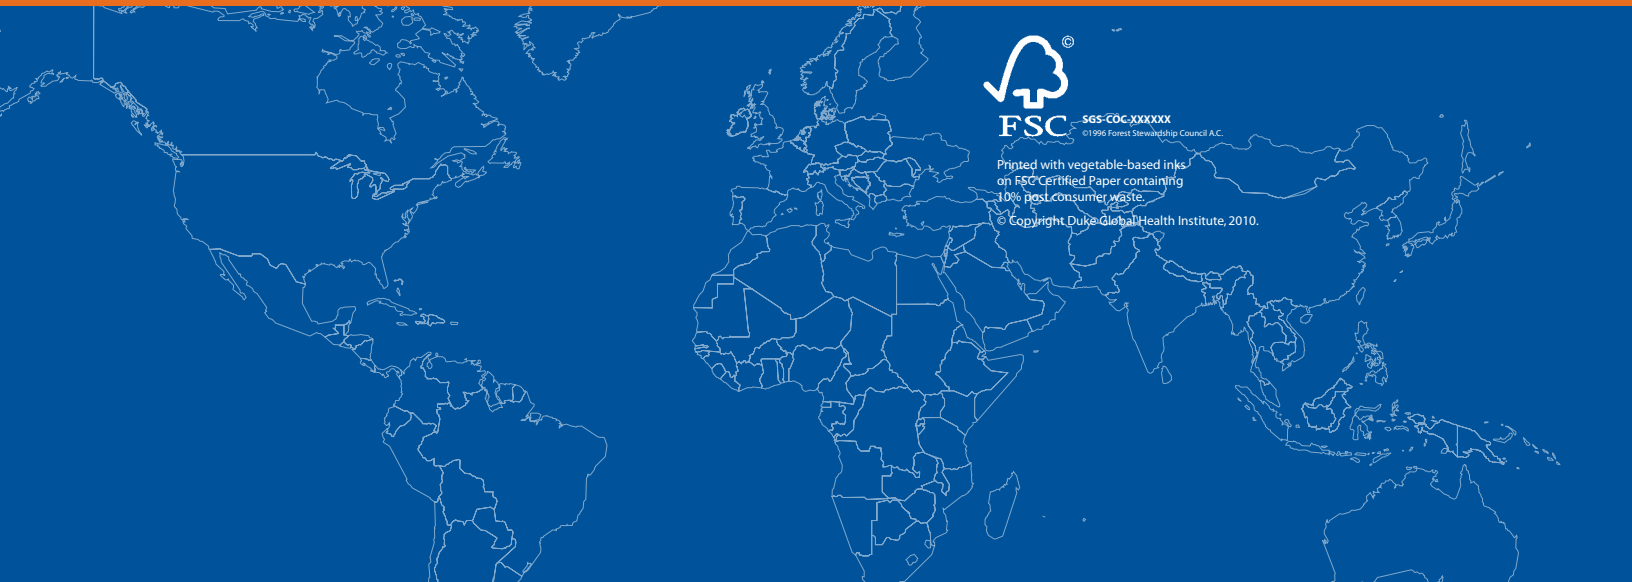 ©
FSC
SGS-COC-XXXXXX
©1996 Forest Stewardship Council A.C.
Printed with vegetable-based inks
on FSC Certified Paper containing
10% post consumer waste.
© Copyright Duke Global Health Institute, 2010.